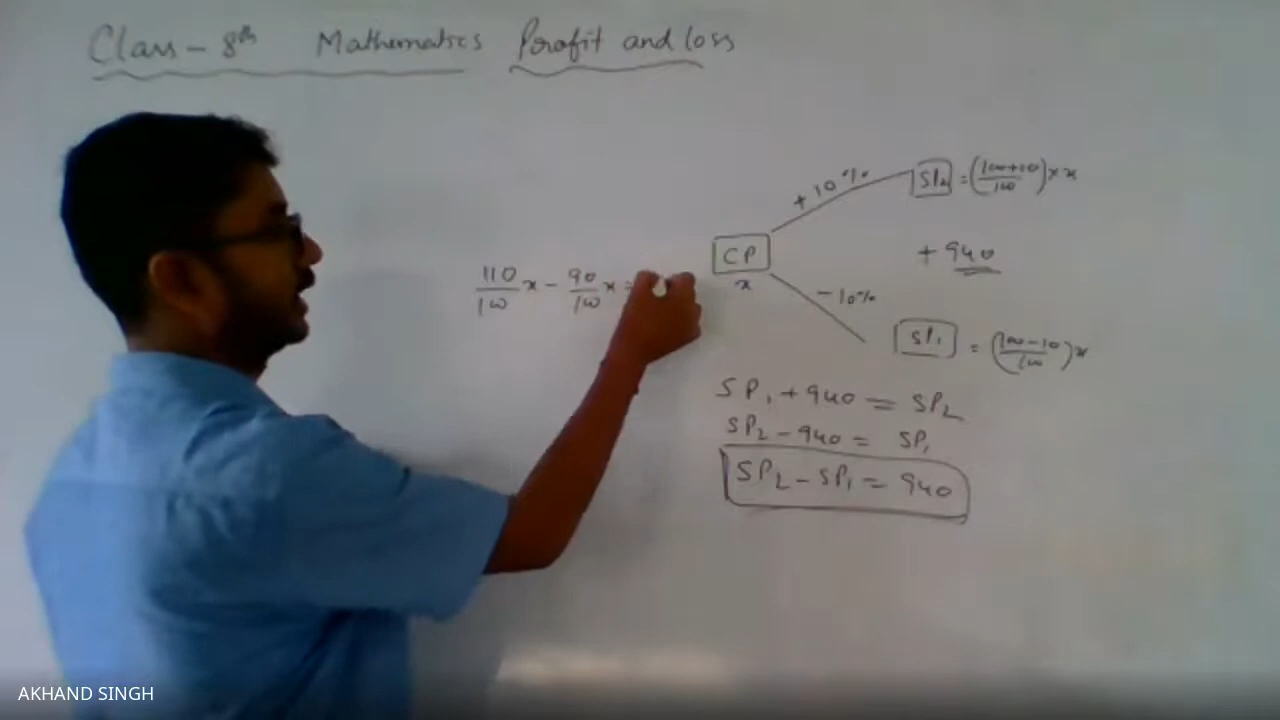 Class - 8th Mathematics Profit and loss
+10%
SP2 = (100+10/100) × x
+ 940
CP
x
110/100 x - 90/100 x =
-10%
SP1 = (100-10/100) x
SP1 + 940 = SP2
SP2 - 940 = SP1
SP2 - SP1 = 940
AKHAND SINGH